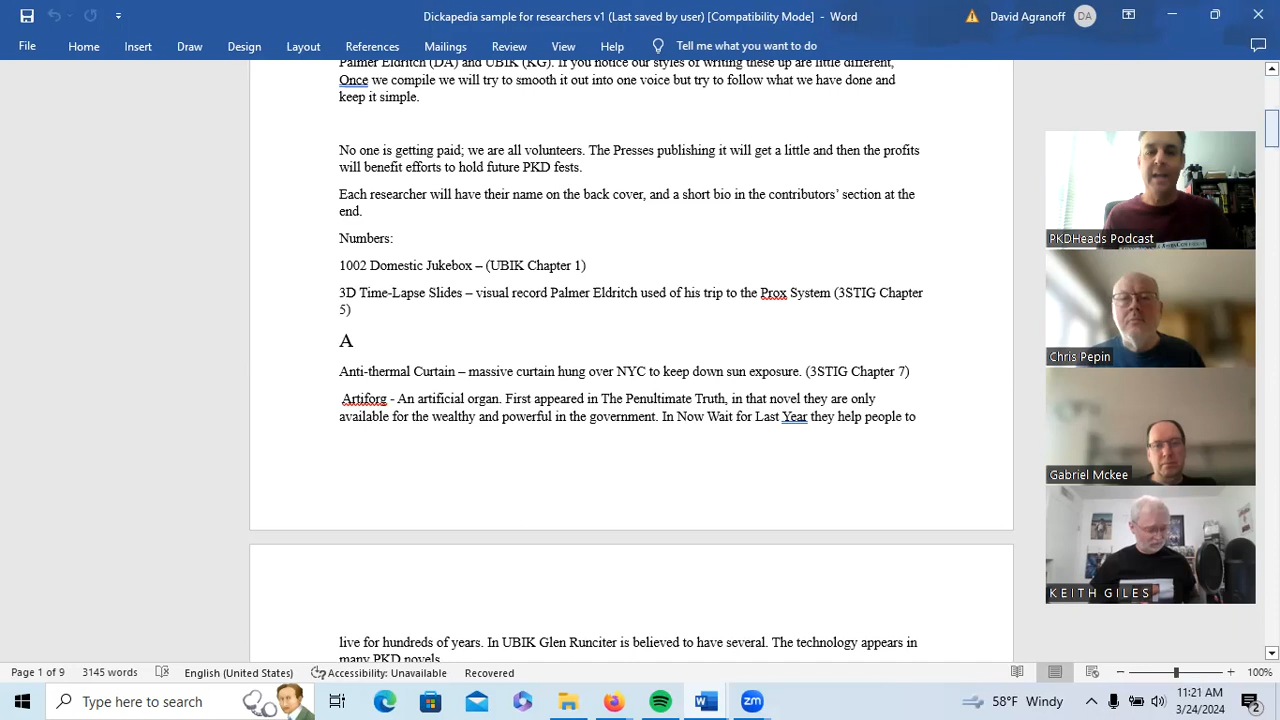 Dickapedia sample for researchers v1 (Last saved by user) [Compatibility Mode] - Word
David Agranoff
DA
File Home Insert Draw Design Layout References Mailings Review View Help Tell me what you want to do
Palmer Eldritch (DA) and UBIK (KG). If you notice our styles of writing these up are little different,
Once we compile we will try to smooth it out into one voice but try to follow what we have done and
keep it simple.
No one is getting paid; we are all volunteers. The Presses publishing it will get a little and then the profits
will benefit efforts to hold future PKD fests.
Each researcher will have their name on the back cover, and a short bio in the contributors’ section at the
end.
Numbers:
1002 Domestic Jukebox – (UBIK Chapter 1)
3D Time-Lapse Slides – visual record Palmer Eldritch used of his trip to the Prox System (3STIG Chapter
5)
A
Anti-thermal Curtain – massive curtain hung over NYC to keep down sun exposure. (3STIG Chapter 7)
Artiforg - An artificial organ. First appeared in The Penultimate Truth, in that novel they are only
available for the wealthy and powerful in the government. In Now Wait for Last Year they help people to
live for hundreds of years. In UBIK Glen Runciter is believed to have several. The technology appears in
many PKD novels
PKDHeads Podcast
Chris Pepin
Gabriel Mckee
KEITH GILES
Page 1 of 9 3145 words English (United States) Accessibility: Unavailable Recovered 100%
Type here to search
58°F Windy
11:21 AM
3/24/2024
2